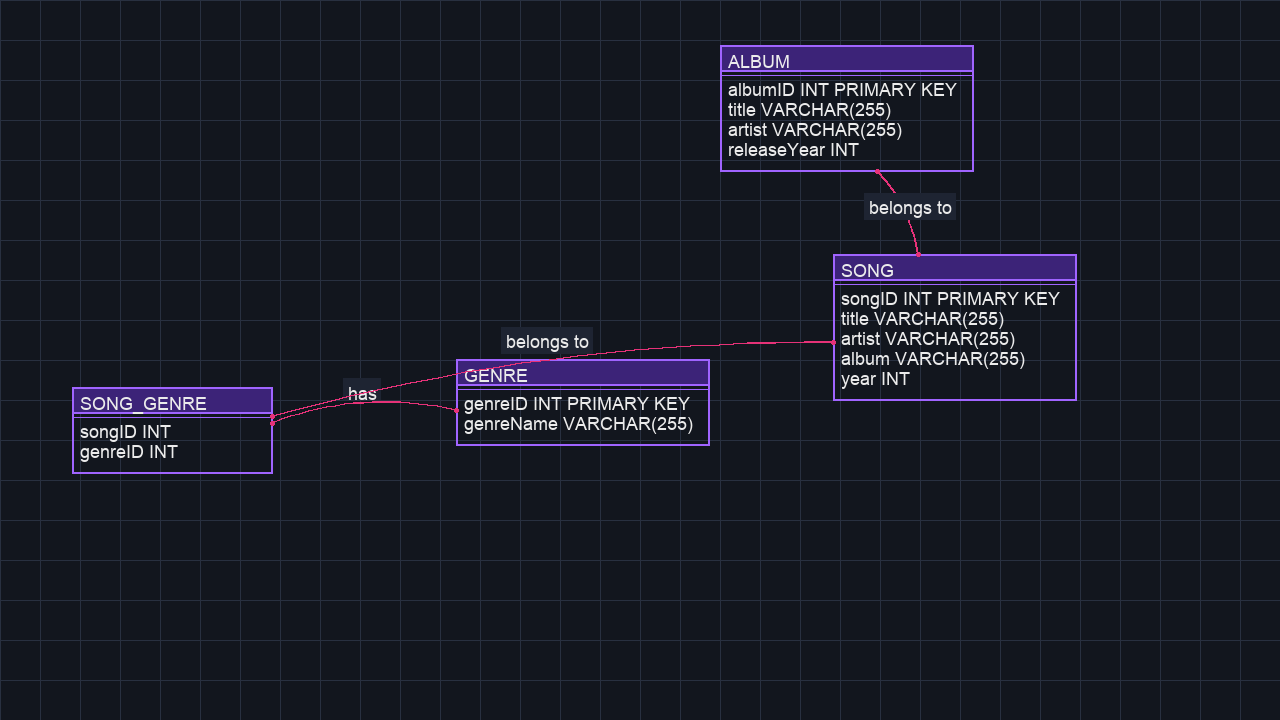 ALBUM
albumID INT PRIMARY KEY
title VARCHAR(255)
artist VARCHAR(255)
releaseYear INT
belongs to
SONG
songID INT PRIMARY KEY
title VARCHAR(255)
artist VARCHAR(255)
album VARCHAR(255)
year INT
belongs to
GENRE
genreID INT PRIMARY KEY
genreName VARCHAR(255)
has
SONG_GENRE
songID INT
genreID INT